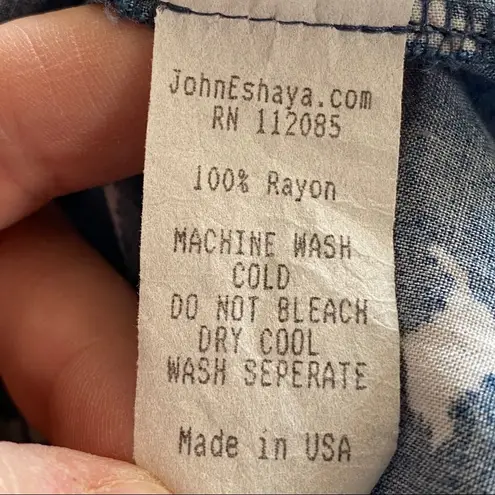 JohnEshaya.com
RN 112085
100% Rayon
MACHINE WASH
COLD
DO NOT BLEACH
DRY COOL
WASH SEPERATE
Made in USA